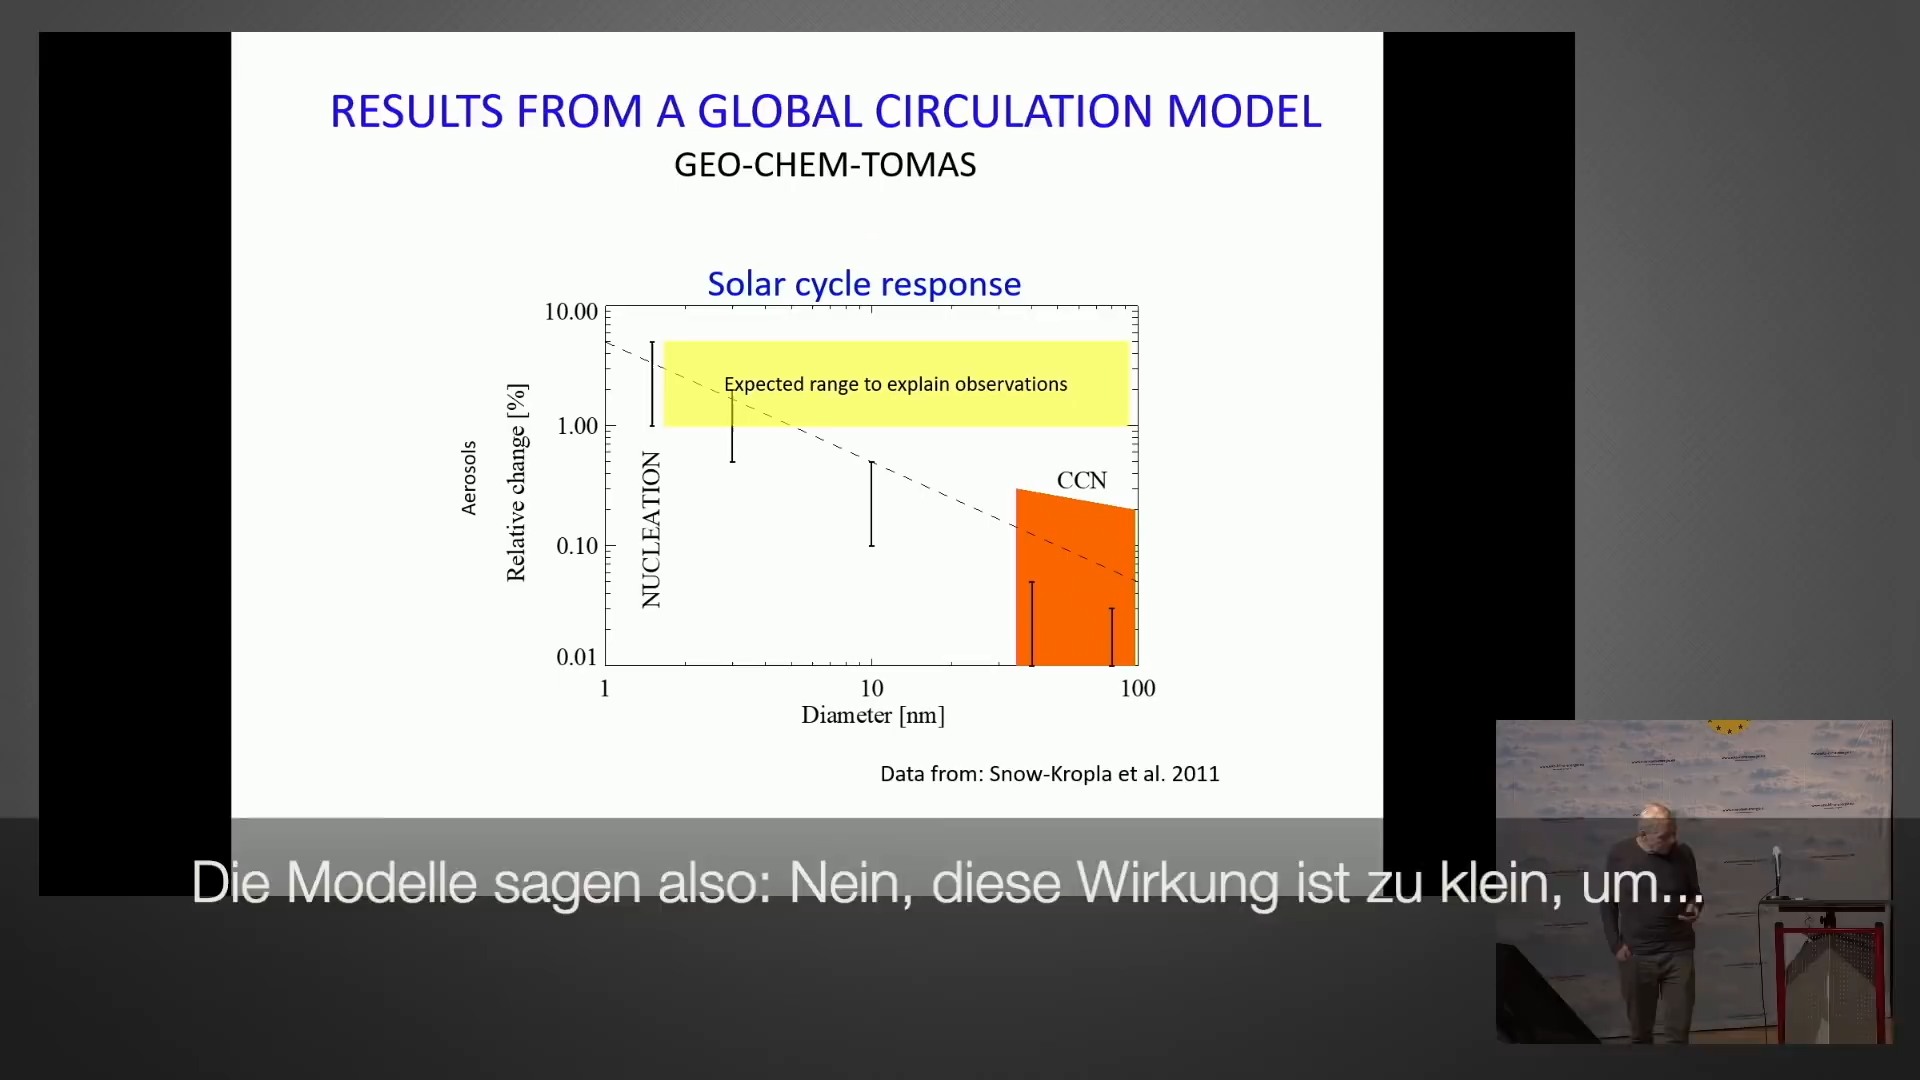 RESULTS FROM A GLOBAL CIRCULATION MODEL
GEO-CHEM-TOMAS
Solar cycle response
10.00
1.00
0.10
0.01
Aerosols
Relative change [%]
Expected range to explain observations
NUCLEATION
CCN
1
10
100
Diameter [nm]
Data from: Snow-Kropla et al. 2011
Die Modelle sagen also: Nein, diese Wirkung ist zu klein, um...